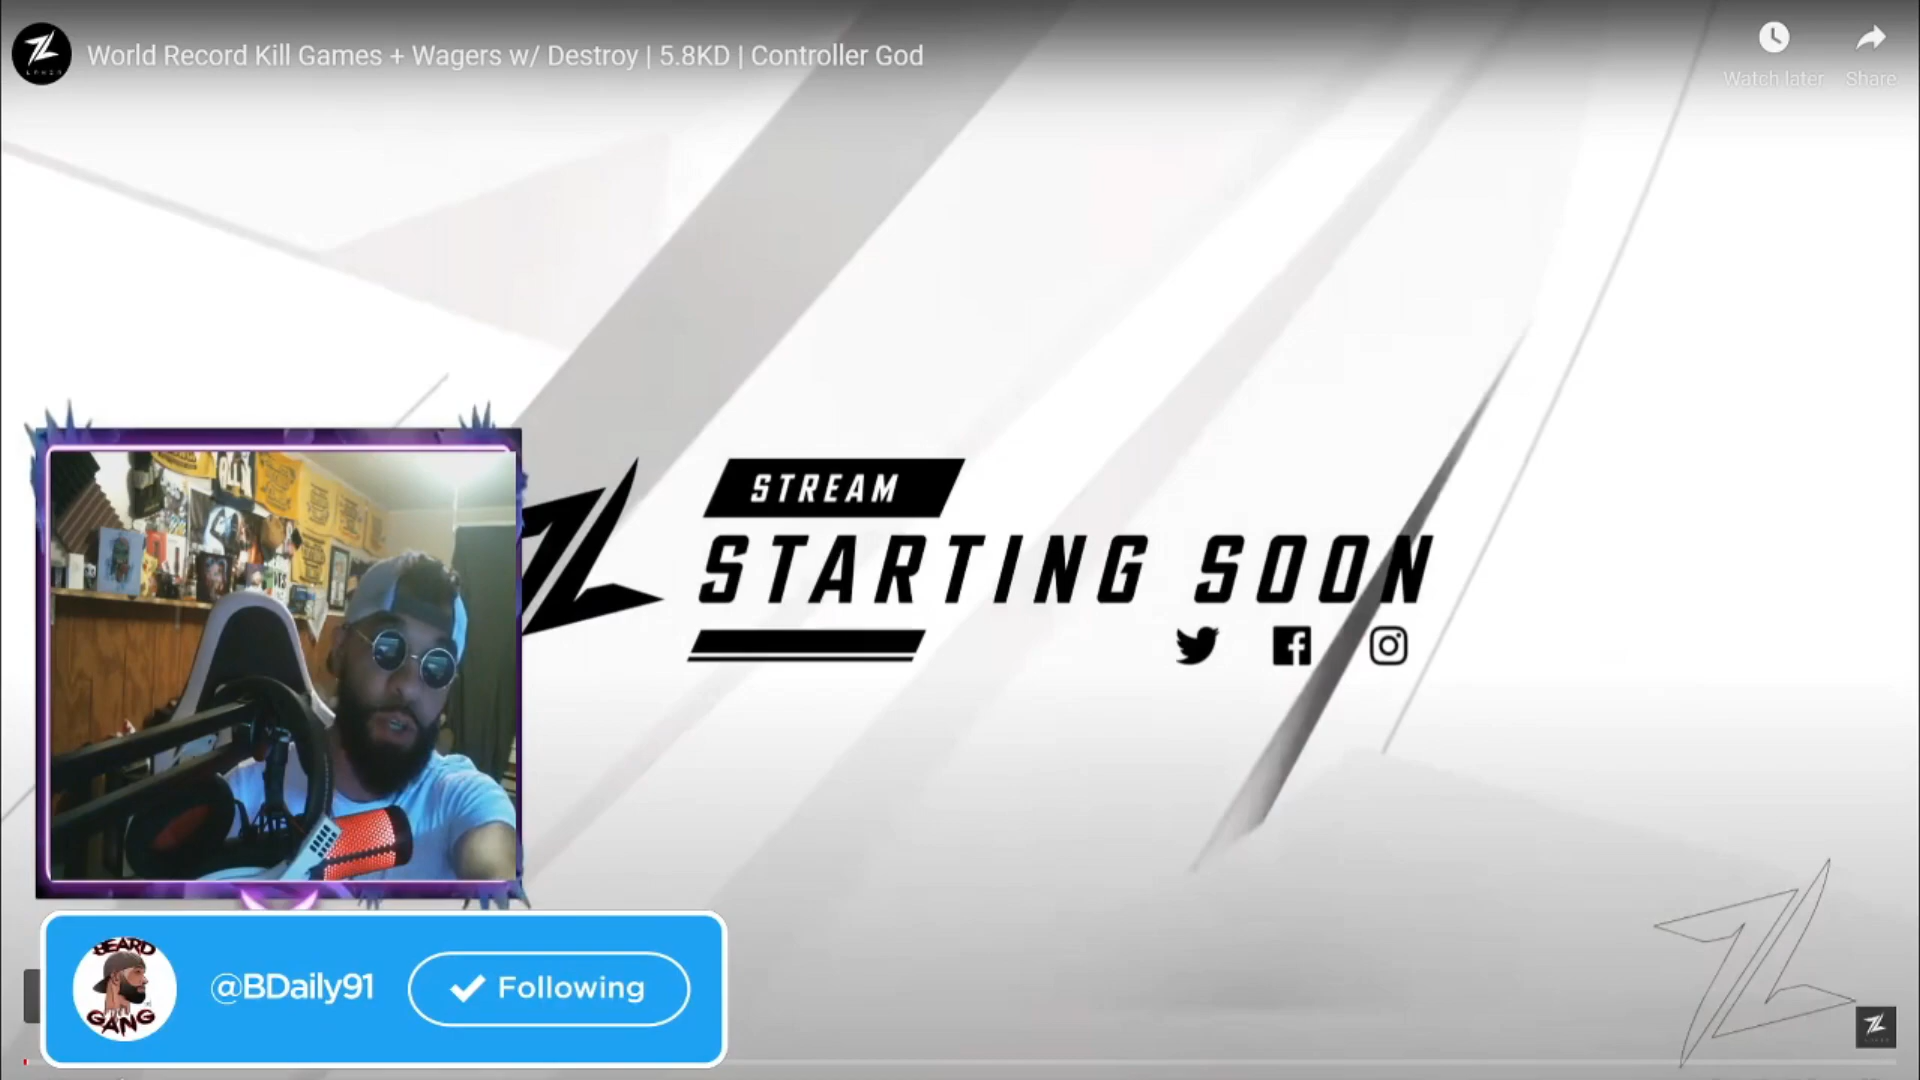 World Record Kill Games + Wagers w/ Destroy | 5.8KD | Controller God
Watch later
Share
STREAM
STARTING SOON
BEARD
GANG
@BDaily91
Following